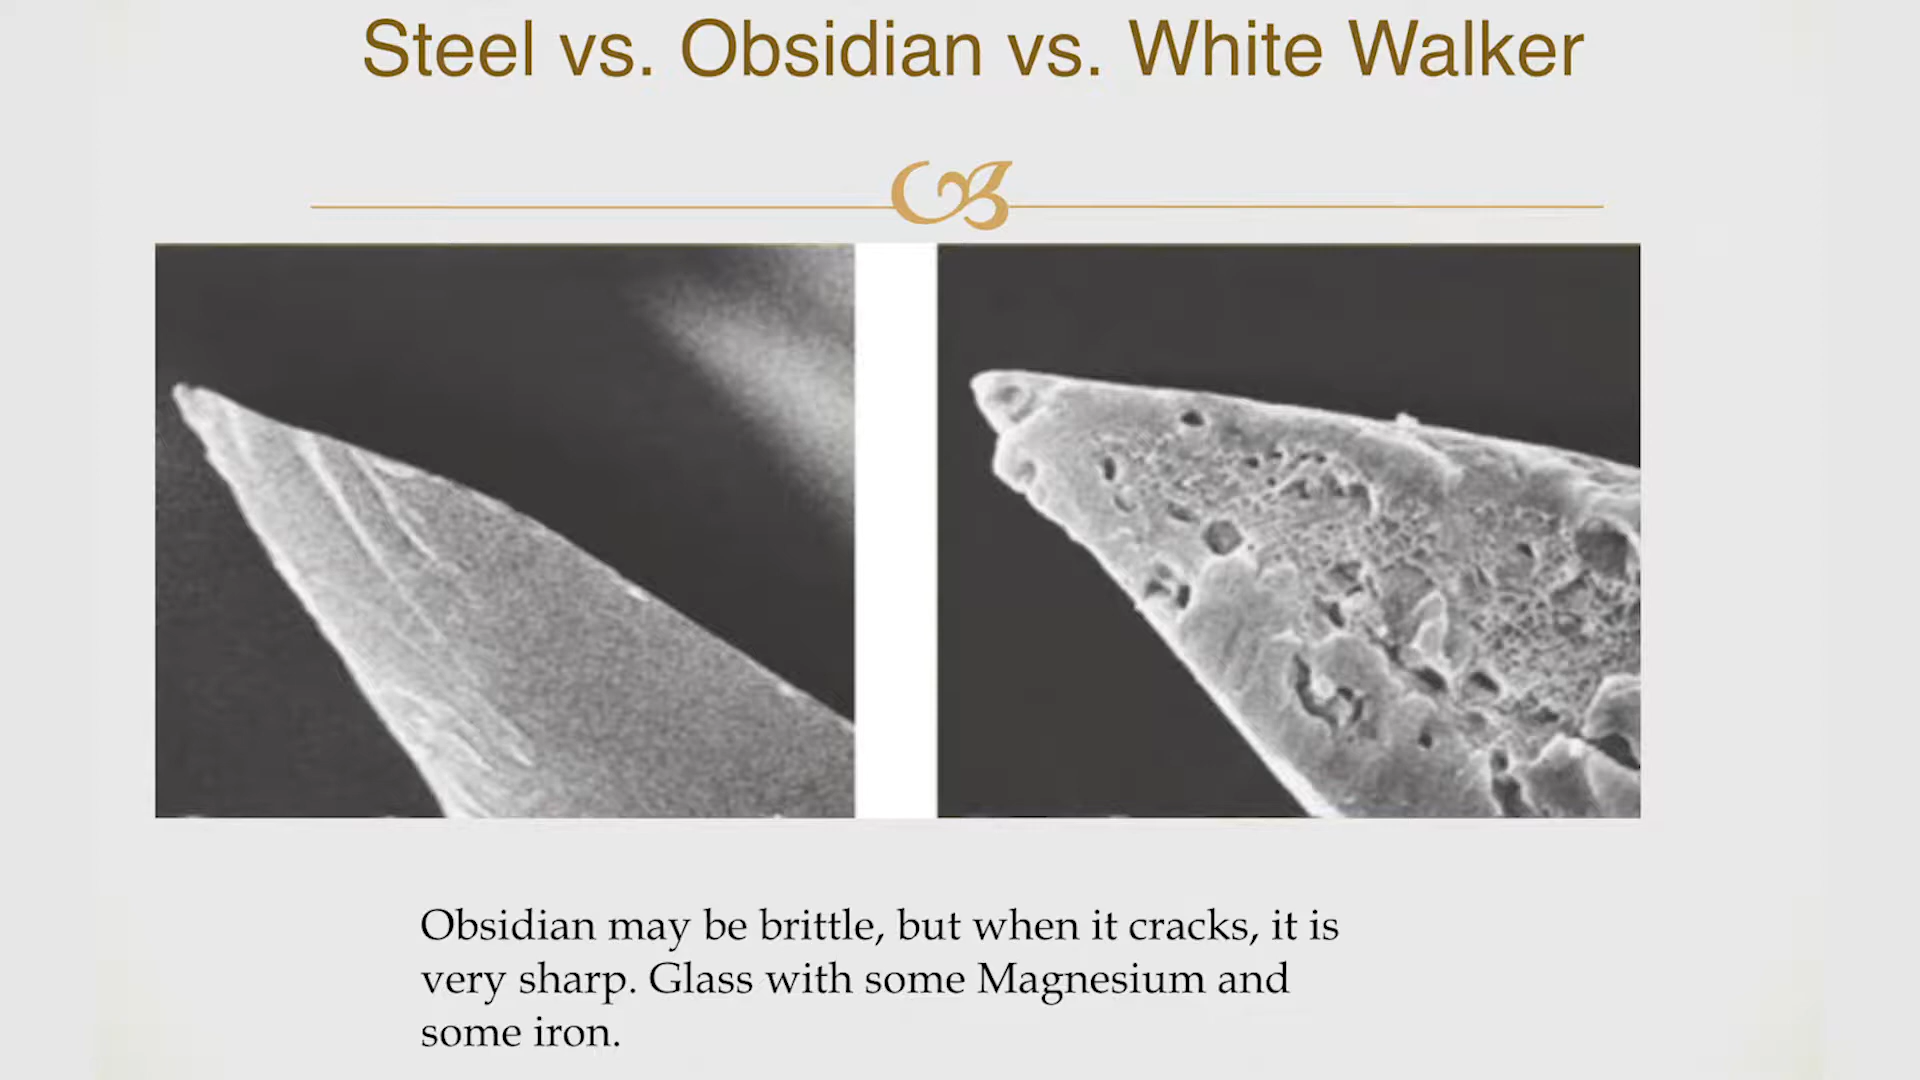 Steel vs. Obsidian vs. White Walker
Obsidian may be brittle, but when it cracks, it is
very sharp. Glass with some Magnesium and
some iron.